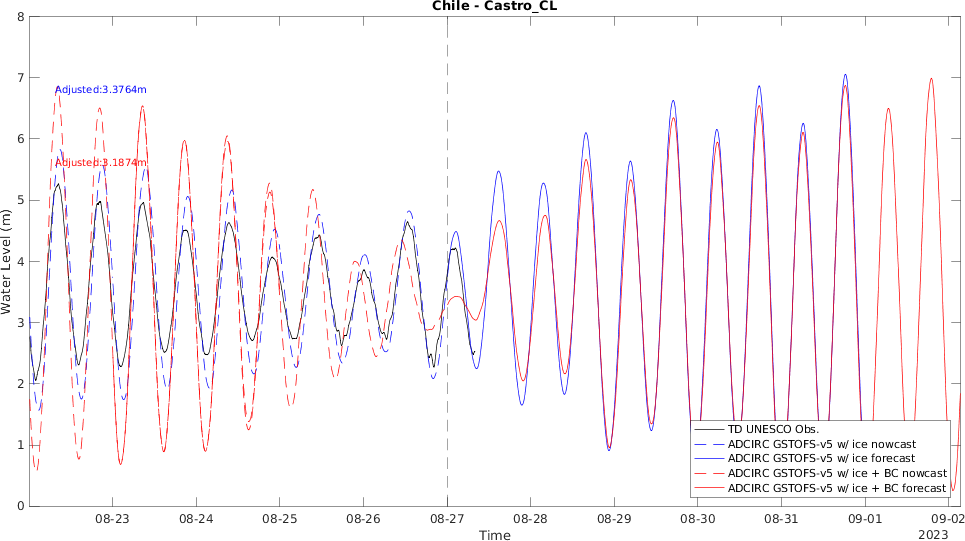 Chile - Castro_CL
8
7
6
5
4
3
2
1
0
Water Level (m)
Adjusted:3.3764m
Adjusted:3.1874m
TD UNESCO Obs.
ADCIRC GSTOFS-v5 w/ ice nowcast
ADCIRC GSTOFS-v5 w/ ice forecast
ADCIRC GSTOFS-v5 w/ ice + BC nowcast
ADCIRC GSTOFS-v5 w/ ice + BC forecast
08-23 08-24 08-25 08-26 08-27 08-28 08-29 08-30 08-31 09-01 09-02
Time
2023